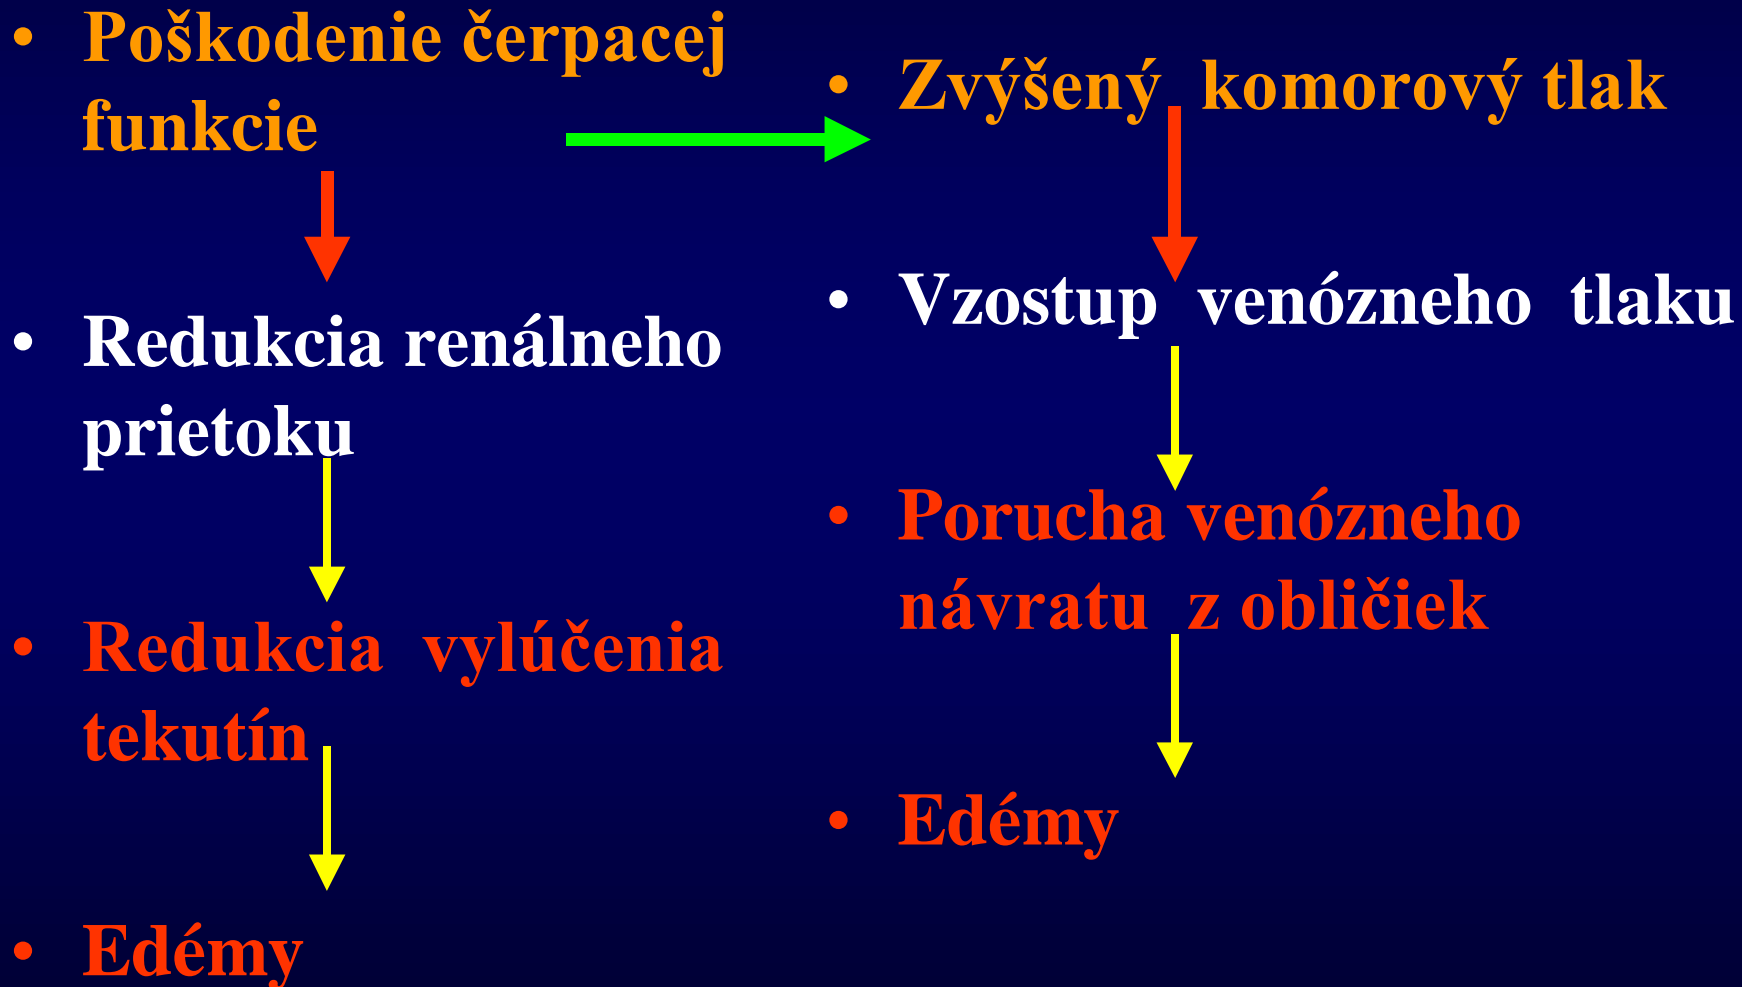 • Poškodenie čerpacej
funkcie
• Redukcia renálneho
prietoku
• Redukcia vylúčenia
tekutín
• Edémy
• Zvýšený komorový tlak
• Vzostup venózneho tlaku
• Porucha venózneho
návratu z obličiek
• Edémy